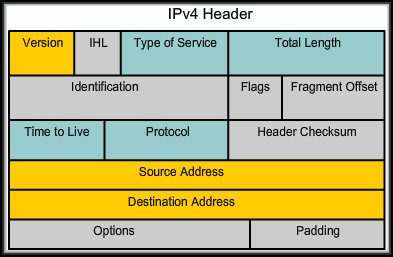 IPv4 Header
Version IHL Type of Service Total Length
Identification Flags Fragment Offset
Time to Live Protocol Header Checksum
Source Address
Destination Address
Options Padding